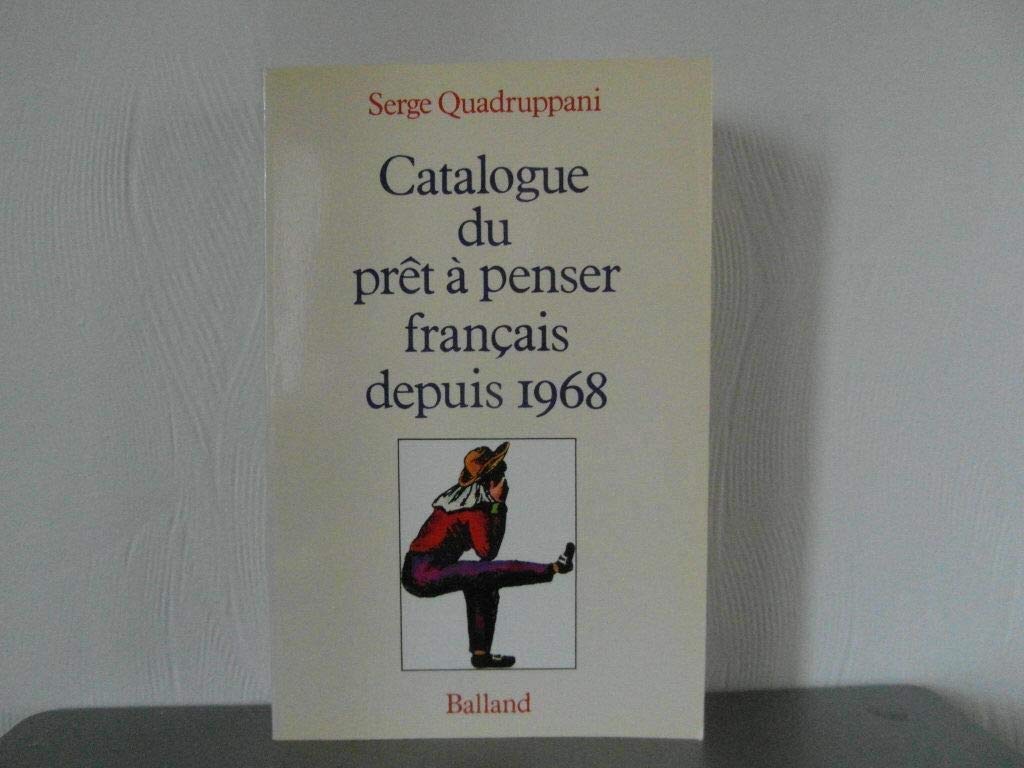 Serge Quadruppani
Catalogue
du
prêt à penser
français
depuis 1968
Balland